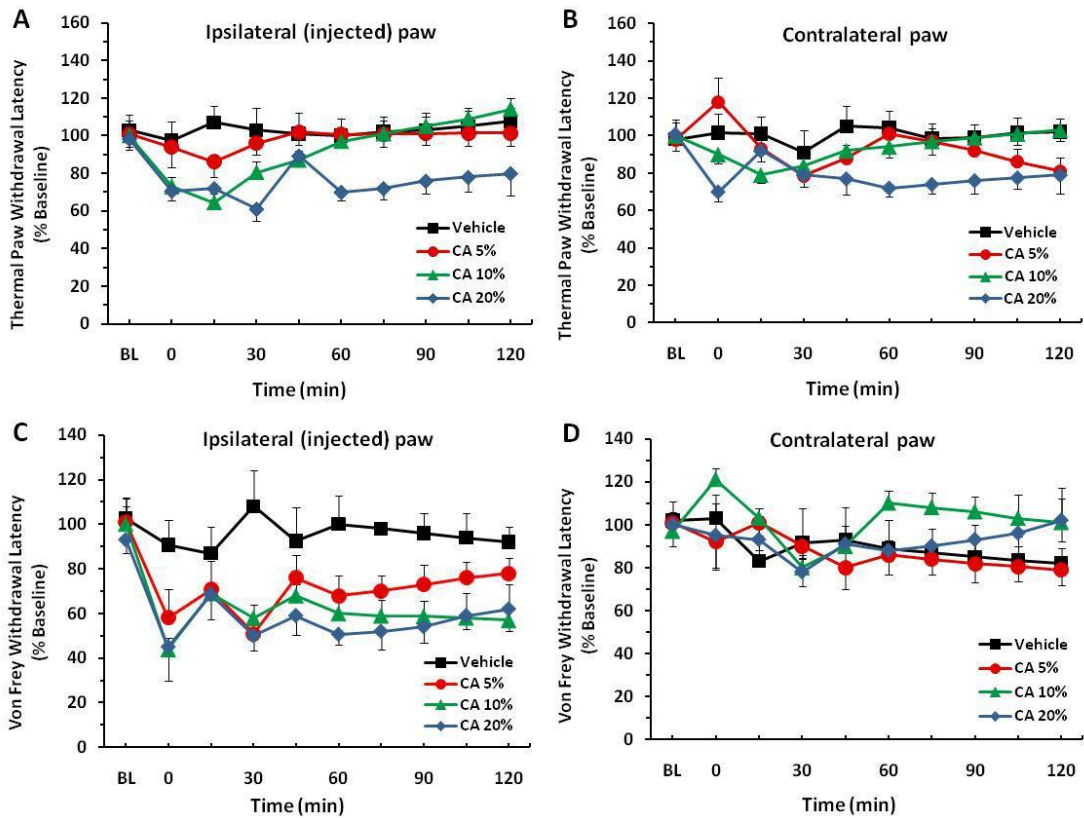 A
Ipsilateral (injected) paw
Thermal Paw Withdrawal Latency
(% Baseline)
160
140
120
100
80
60
40
20
0
Vehicle
CA 5%
CA 10%
CA 20%
BL 0 30 60 90 120
Time (min)
B
Contralateral paw
Thermal Paw Withdrawal Latency
(% Baseline)
160
140
120
100
80
60
40
20
0
Vehicle
CA 5%
CA 10%
CA 20%
BL 0 30 60 90 120
Time (min)
C
Ipsilateral (injected) paw
Von Frey Withdrawal Latency
(% Baseline)
140
120
100
80
60
40
20
0
Vehicle
CA 5%
CA 10%
CA 20%
BL 0 30 60 90 120
Time (min)
D
Contralateral paw
Von Frey Withdrawal Latency
(% Baseline)
140
120
100
80
60
40
20
0
Vehicle
CA 5%
CA 10%
CA 20%
BL 0 30 60 90 120
Time (min)